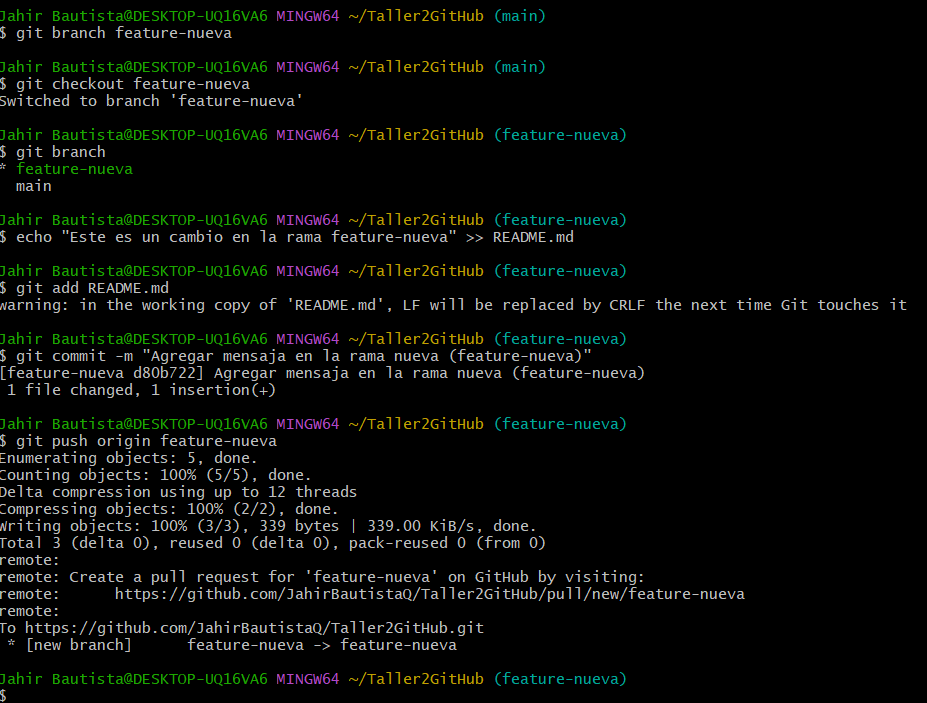 Jahir Bautista@DESKTOP-UQ16VA6 MINGW64 ~/Taller2GitHub (main)
$ git branch feature-nueva
Jahir Bautista@DESKTOP-UQ16VA6 MINGW64 ~/Taller2GitHub (main)
$ git checkout feature-nueva
Switched to branch 'feature-nueva'
Jahir Bautista@DESKTOP-UQ16VA6 MINGW64 ~/Taller2GitHub (feature-nueva)
$ git branch
* feature-nueva
  main
Jahir Bautista@DESKTOP-UQ16VA6 MINGW64 ~/Taller2GitHub (feature-nueva)
$ echo "Este es un cambio en la rama feature-nueva" >> README.md
Jahir Bautista@DESKTOP-UQ16VA6 MINGW64 ~/Taller2GitHub (feature-nueva)
$ git add README.md
warning: in the working copy of 'README.md', LF will be replaced by CRLF the next time Git touches it
Jahir Bautista@DESKTOP-UQ16VA6 MINGW64 ~/Taller2GitHub (feature-nueva)
$ git commit -m "Agregar mensaja en la rama nueva (feature-nueva)"
[feature-nueva d80b722] Agregar mensaja en la rama nueva (feature-nueva)
 1 file changed, 1 insertion(+)
Jahir Bautista@DESKTOP-UQ16VA6 MINGW64 ~/Taller2GitHub (feature-nueva)
$ git push origin feature-nueva
Enumerating objects: 5, done.
Counting objects: 100% (5/5), done.
Delta compression using up to 12 threads
Compressing objects: 100% (2/2), done.
Writing objects: 100% (3/3), 339 bytes | 339.00 KiB/s, done.
Total 3 (delta 0), reused 0 (delta 0), pack-reused 0 (from 0)
remote:
remote: Create a pull request for 'feature-nueva' on GitHub by visiting:
remote:      https://github.com/JahirBautistaQ/Taller2GitHub/pull/new/feature-nueva
remote:
To https://github.com/JahirBautistaQ/Taller2GitHub.git
 * [new branch]      feature-nueva -> feature-nueva
Jahir Bautista@DESKTOP-UQ16VA6 MINGW64 ~/Taller2GitHub (feature-nueva)
$